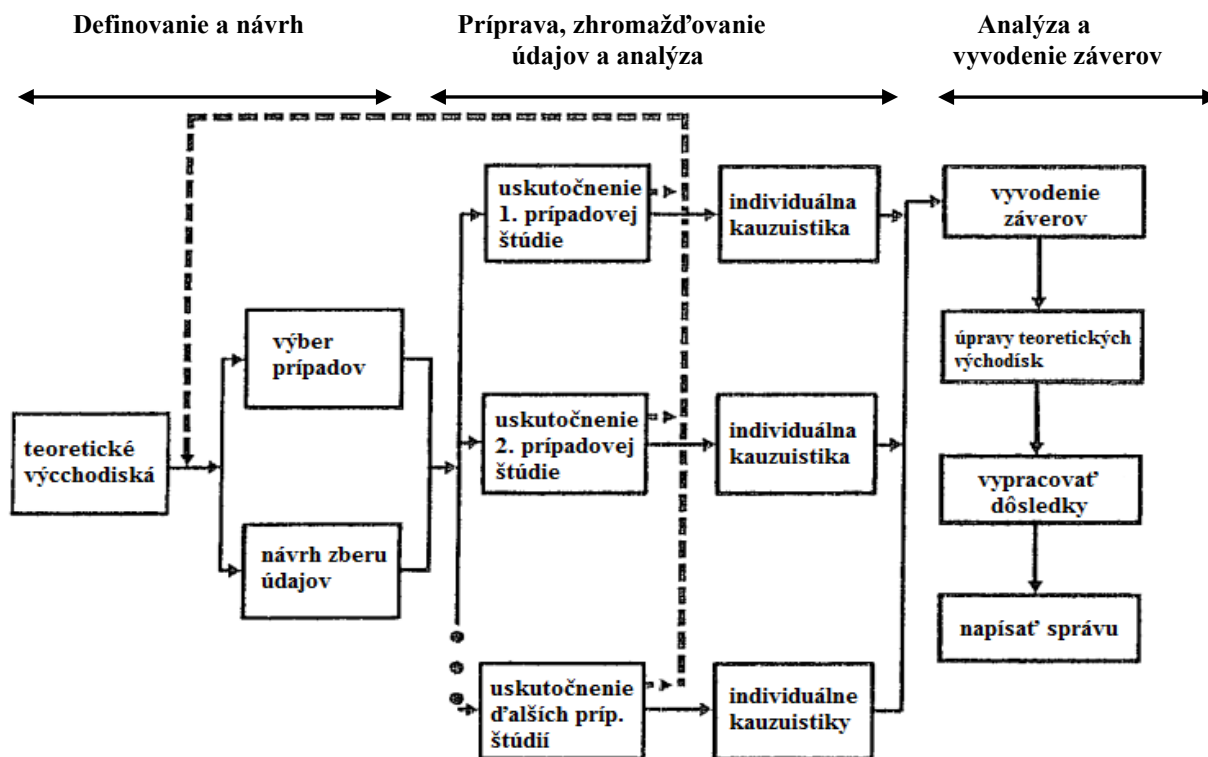 Definovanie a návrh
Príprava, zhromažďovanie
údajov a analýza
Analýza a
vyvodenie záverov
teoretické
výcchodiská
výber
prípadov
návrh zberu
údajov
uskutočnenie
1. prípadovej
štúdie
individuálna
kauzuistika
uskutočnenie
2. prípadovej
štúdie
individuálna
kauzuistika
uskutočnenie
ďalších príp.
štúdií
individuálne
kauzuistiky
vyvodenie
záverov
úpravy teoretických
východísk
vypracovať
dôsledky
napísať správu